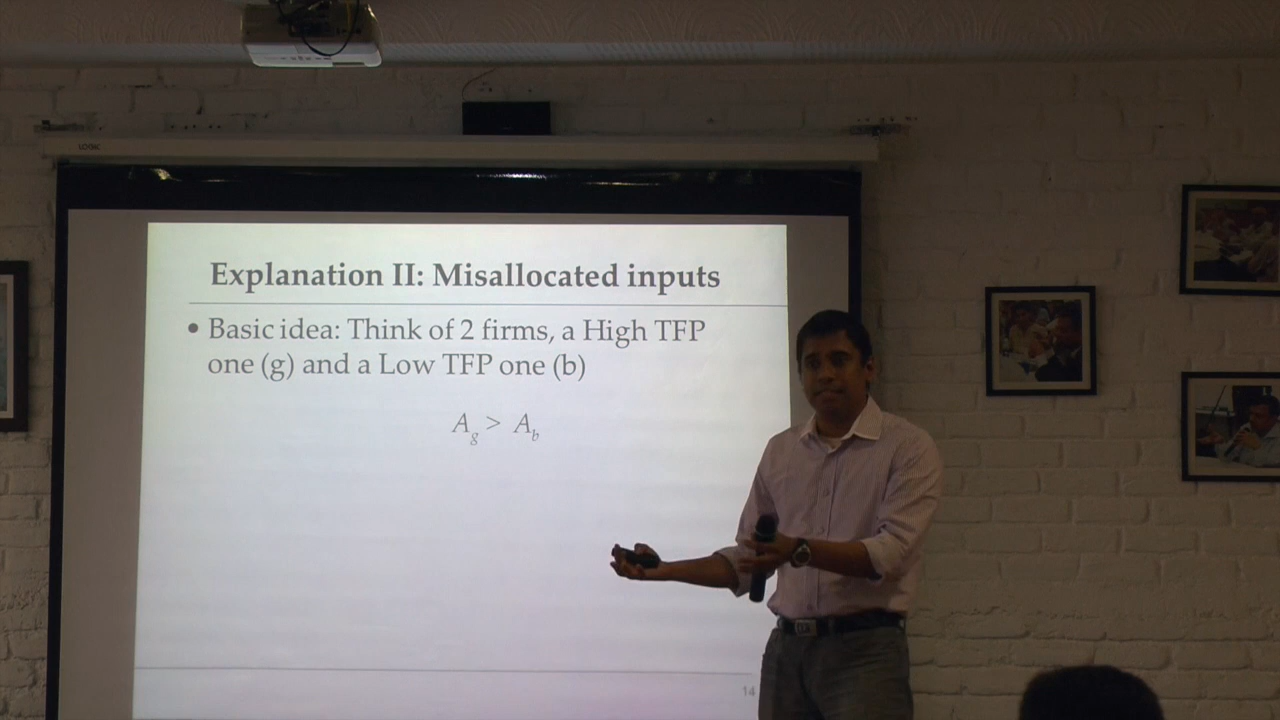 LOGIC
Explanation II: Misallocated inputs
• Basic idea: Think of 2 firms, a High TFP
one (g) and a Low TFP one (b)
A_g > A_b
14